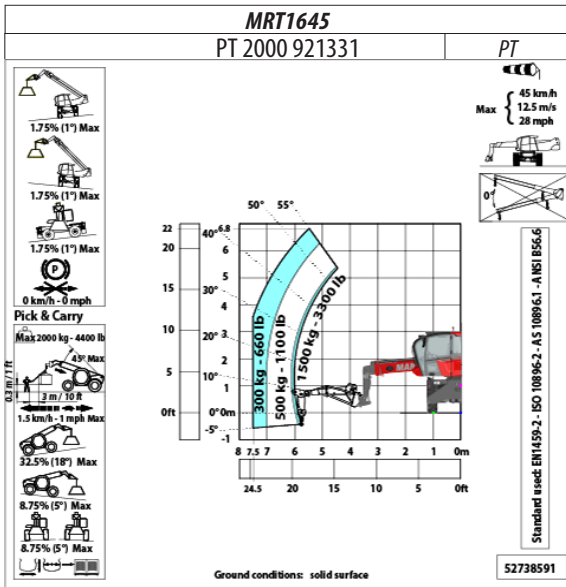 MRT1645
PT 2000 921331
PT
1.75% (1°) Max
1.75% (1°) Max
1.75% (1°) Max
P
0 km/h - 0 mph
Pick & Carry
Max 2000 kg - 4400 lb
45° Max
0.3 m / 1 ft
3 m / 10 ft
1.5 km/h - 1 mph Max
32.5% (18°) Max
8.75% (5°) Max
8.75% (5°) Max
Max
45 km/h
12.5 m/s
28 mph
0°
50° 55°
22 40° 6.8
20 6
30° 5
15 4
20° 3
10 2
10° 1
5
0ft 0° 0m
-5° -1
300 kg - 660 lb
500 kg - 1100 lb
1500 kg - 3300 lb
MAN
8 7.5 7 6 5 4 3 2 1 0m
24.5 20 15 10 5 0ft
Ground conditions: solid surface
Standard used: EN1459-2 - ISO 10896-2 - AS 10896.1 - ANSI B56.6
52738591